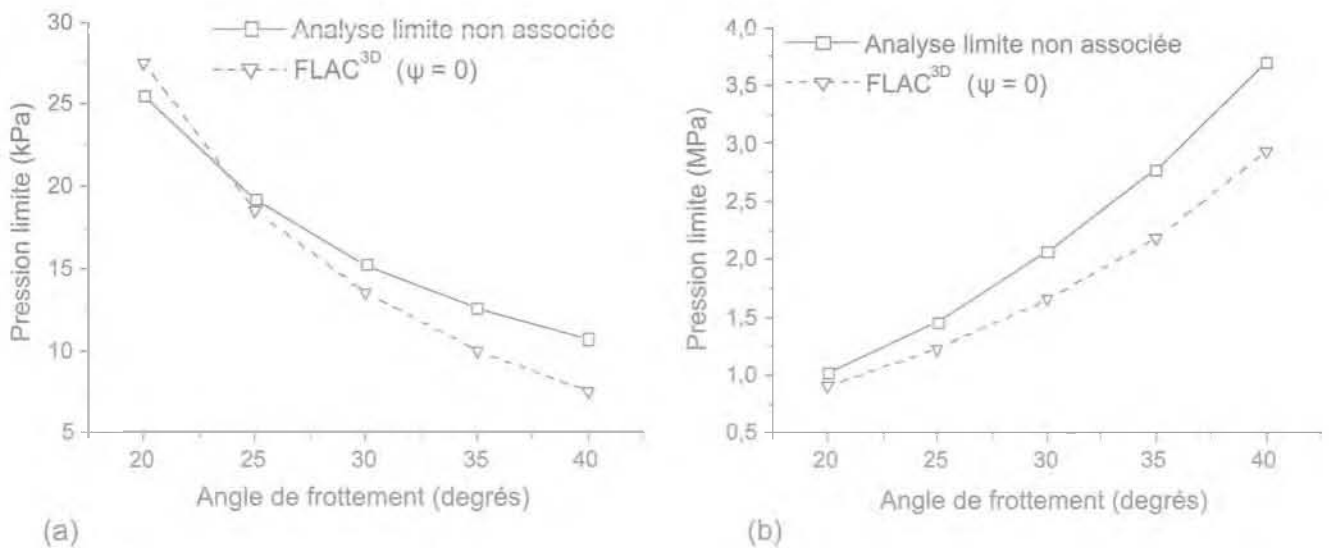 Analyse limite non associée
FLAC3D (ψ = 0)
30
25
20
15
10
5
Pression limite (kPa)
20 25 30 35 40
Angle de frottement (degrés)
(a)
Analyse limite non associée
FLAC3D (ψ = 0)
4,0
3,5
3,0
2,5
2,0
1,5
1,0
0,5
Pression limite (MPa)
20 25 30 35 40
Angle de frottement (degrés)
(b)